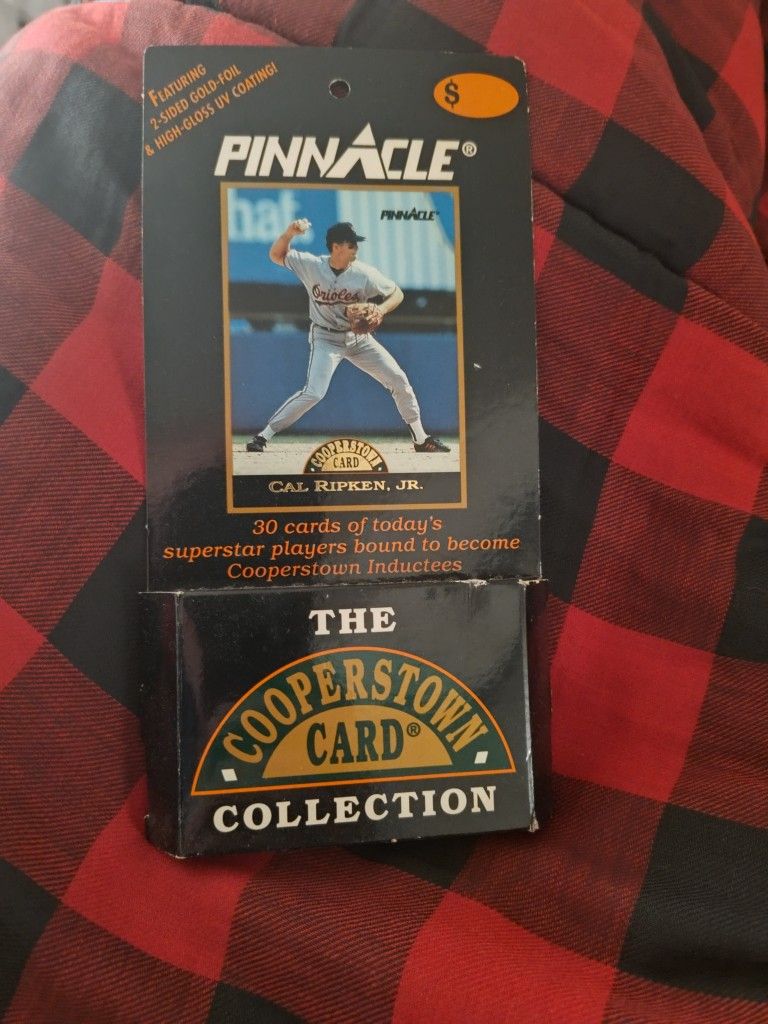 FEATURING
2-SIDED GOLD-FOIL
& HIGH-GLOSS UV COATING!
$
PINNACLE®
hat.
PINNACLE®
Orioles
COOPERSTOWN
CARD
CAL RIPKEN, JR.
30 cards of today's
superstar players bound to become
Cooperstown Inductees
THE
COOPERSTOWN
CARD®
COLLECTION